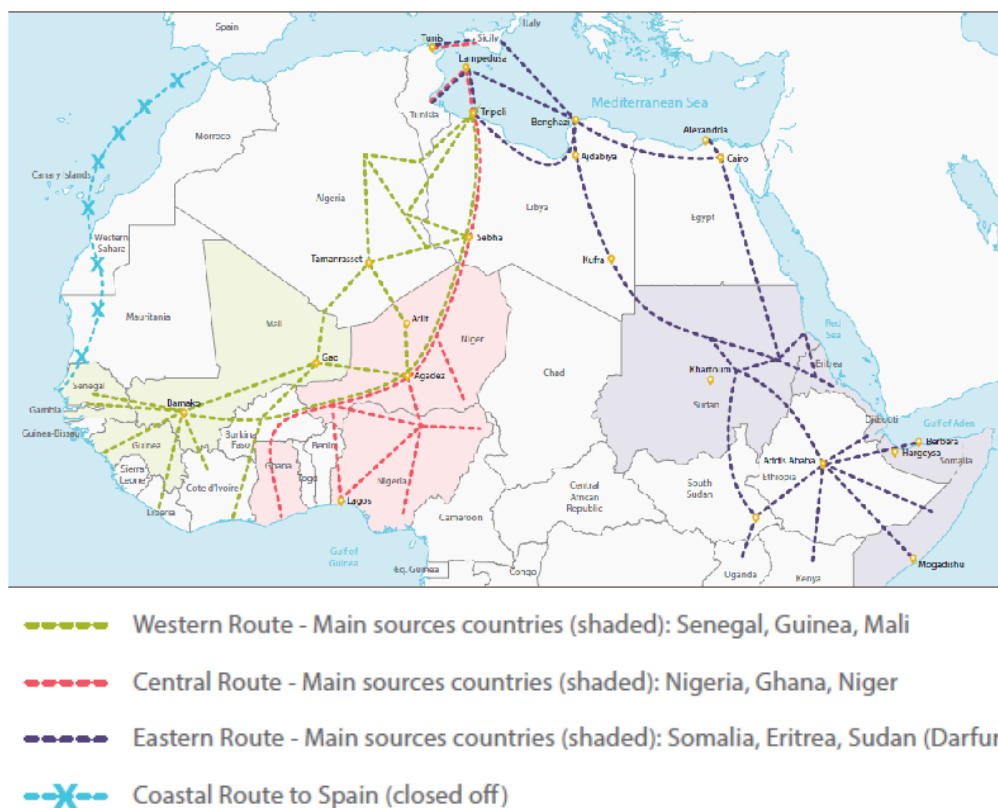 Spain
Italy
Tunis
Sicily
Lampedusa
Mediterranean Sea
Tunisia
Tripoli
Benghazi
Alexandria
Morroco
Ajdabiya
Cairo
Canary Islands
Algeria
Libya
Egypt
Western
Sahara
Sebha
Tamanrasset
Kufra
Mauritania
Mali
Arlit
Niger
Red
Sea
Gao
Agadez
Chad
Khartoum
Eritrea
Senegal
Sudan
Gambia
Bamako
Guinea-Bissau
Djibouti
Gulf of Aden
Guinea
Burkina
Faso
Benin
Berbera
Hargeysa
Somalia
Sierra
Leone
Ghana
Togo
Nigeria
Addis Ababa
Ethiopia
Cote d'Ivoire
Central
African
Republic
South
Sudan
Liberia
Lagos
Cameroon
Gulf of
Guinea
Eq. Guinea
Congo
Uganda
Kenya
Mogadishu
Western Route - Main sources countries (shaded): Senegal, Guinea, Mali
Central Route - Main sources countries (shaded): Nigeria, Ghana, Niger
Eastern Route - Main sources countries (shaded): Somalia, Eritrea, Sudan (Darfur
Coastal Route to Spain (closed off)